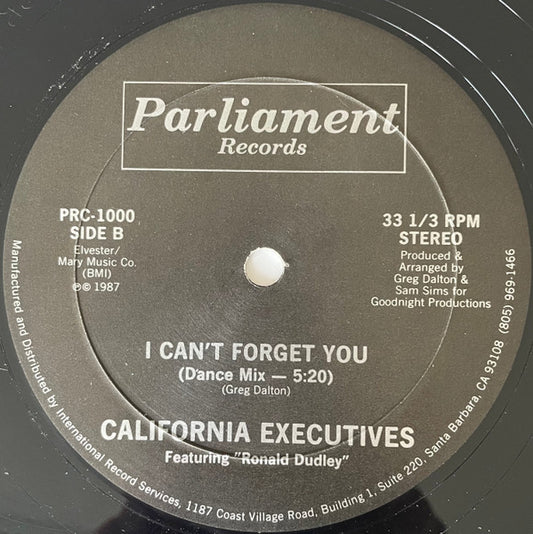 Parliament
Records
PRC-1000
SIDE B
Elvester/
Mary Music Co.
(BMI)
℗© 1987
33 1/3 RPM
STEREO
Produced &
Arranged by
Greg Dalton &
Sam Sims for
Goodnight Productions
I CAN'T FORGET YOU
(Dance Mix — 5:20)
(Greg Dalton)
CALIFORNIA EXECUTIVES
Featuring "Ronald Dudley"
Manufactured and Distributed by International Record Services, 1187 Coast Village Road, Building 1, Suite 220, Santa Barbara, CA 93108 (805) 969-1466